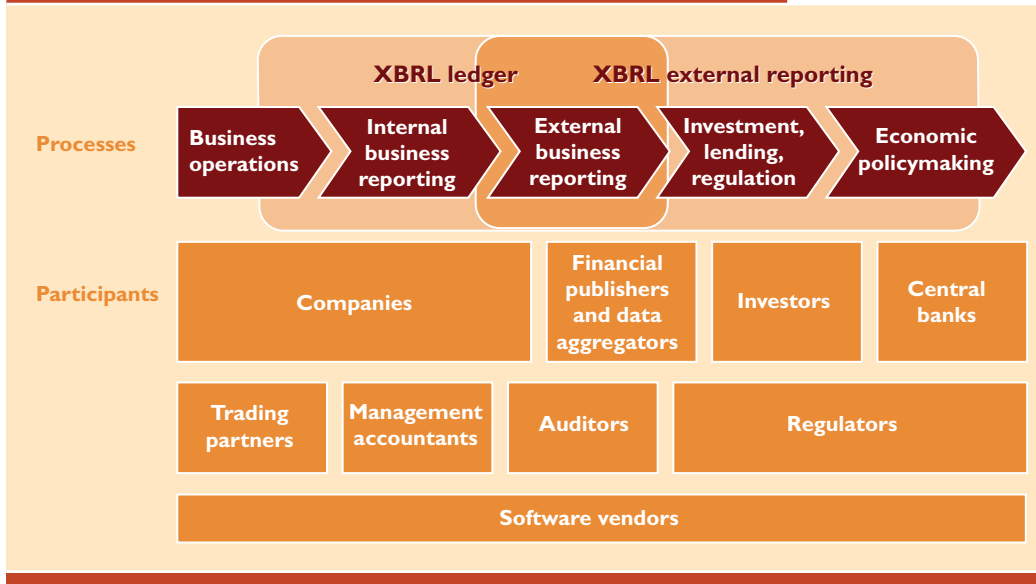 XBRL ledger
XBRL external reporting
Processes
Business
operations
Internal
business
reporting
External
business
reporting
Investment,
lending,
regulation
Economic
policymaking
Participants
Companies
Financial
publishers
and data
aggregators
Investors
Central
banks
Trading
partners
Management
accountants
Auditors
Regulators
Software vendors